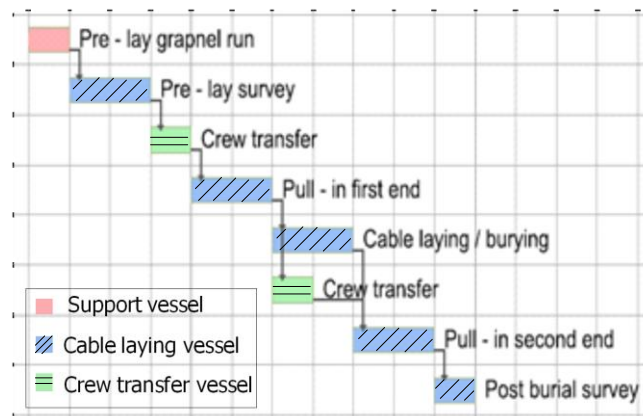 Pre - lay grapnel run
Pre - lay survey
Crew transfer
Pull - in first end
Cable laying / burying
Crew transfer
Pull - in second end
Post burial survey
Support vessel
Cable laying vessel
Crew transfer vessel